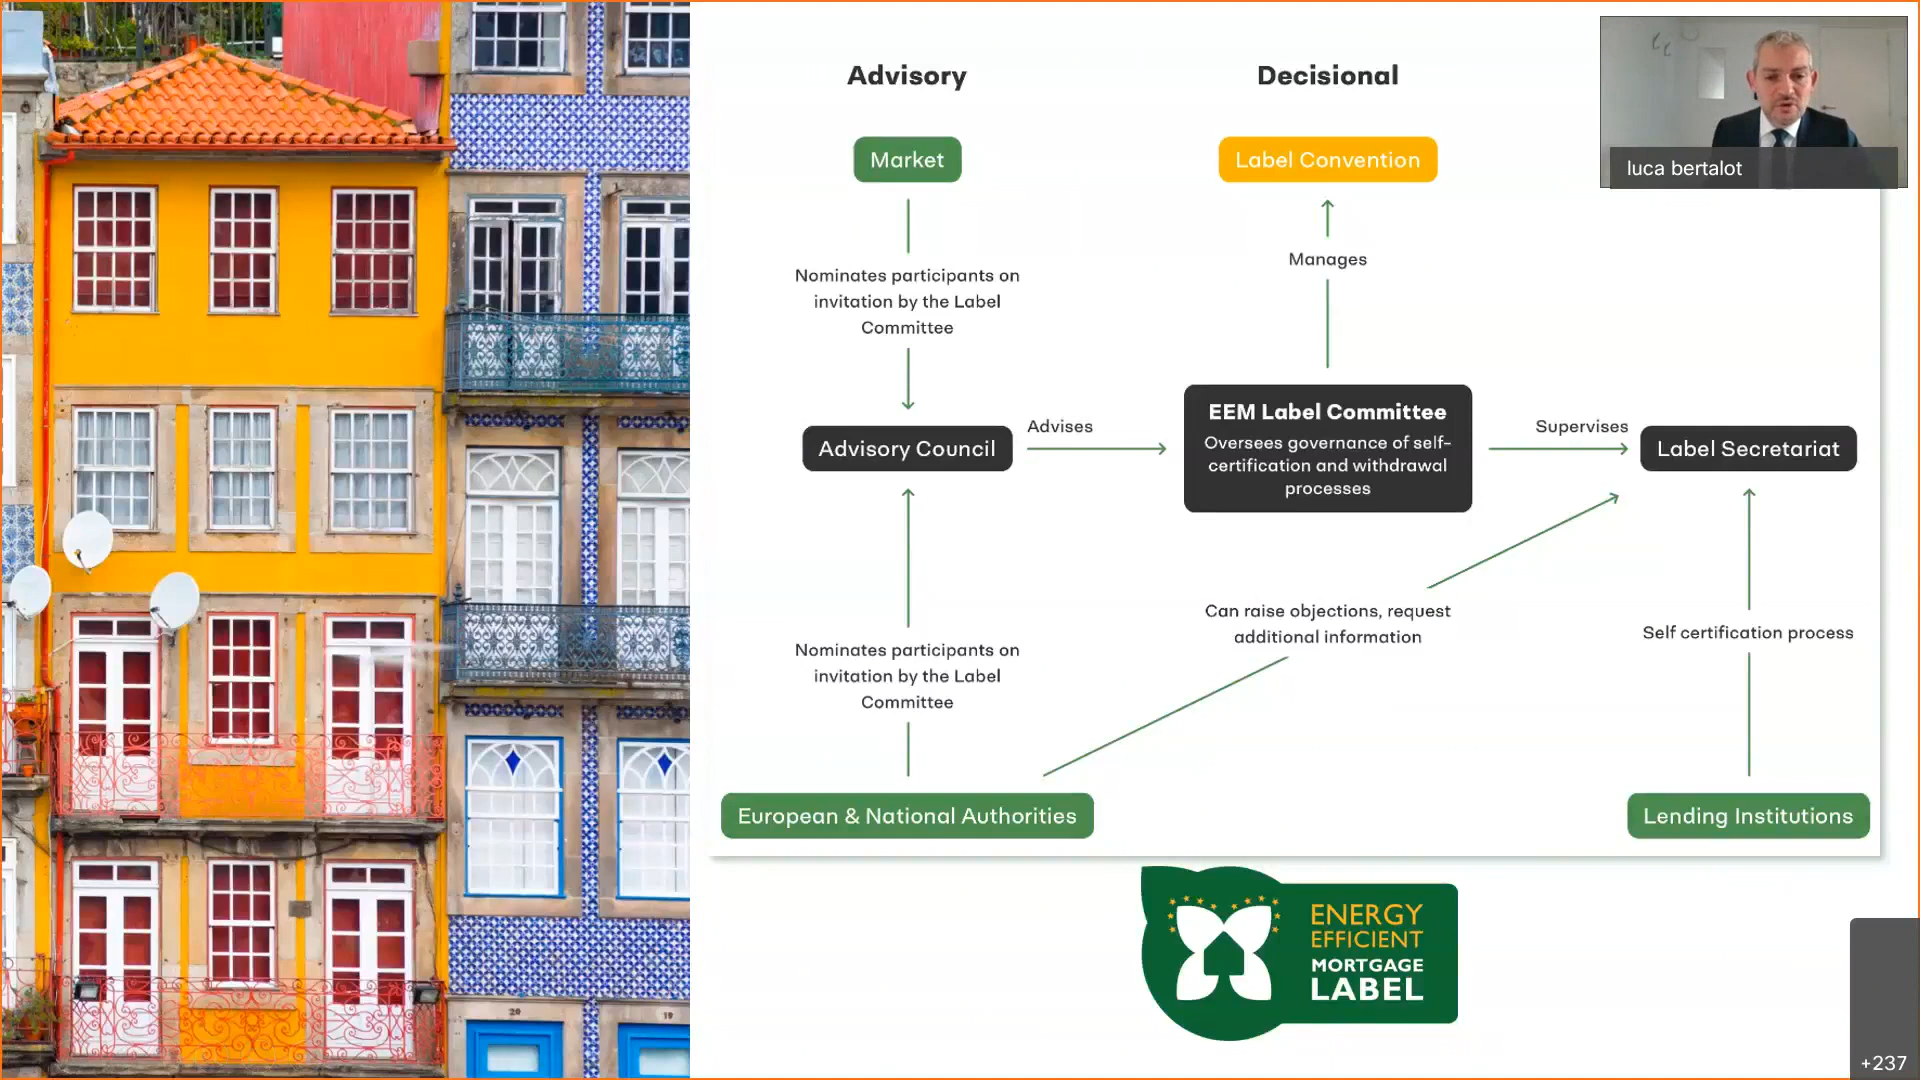 Advisory
Decisional
luca bertalot
Market
Label Convention
Nominates participants on
invitation by the Label
Committee
Manages
Advisory Council
Advises
EEM Label Committee
Oversees governance of self-
certification and withdrawal
processes
Supervises
Label Secretariat
Nominates participants on
invitation by the Label
Committee
Can raise objections, request
additional information
Self certification process
European & National Authorities
Lending Institutions
ENERGY
EFFICIENT
MORTGAGE
LABEL
20
19
+237